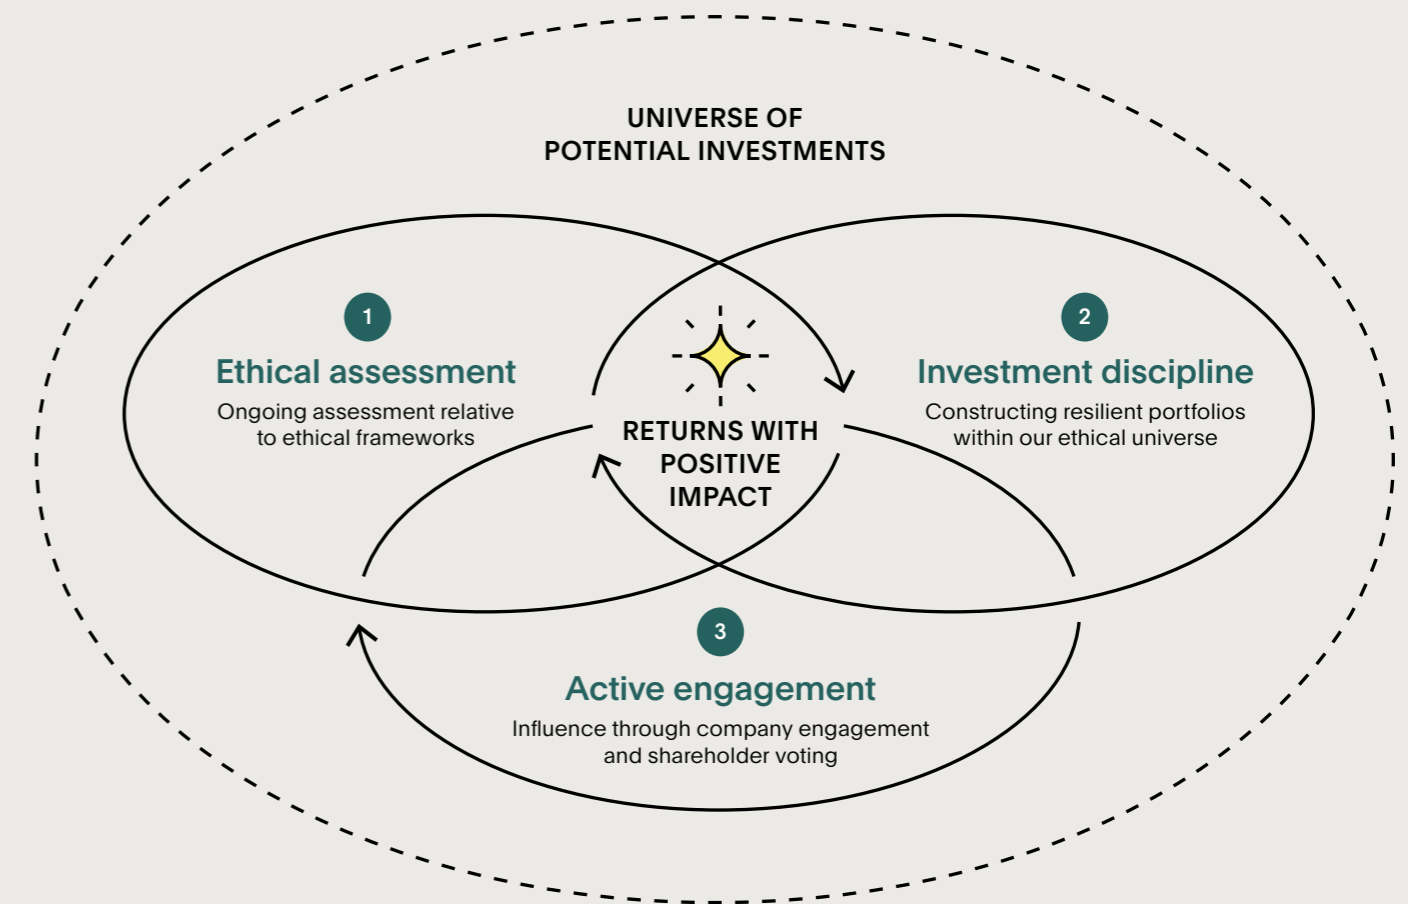 UNIVERSE OF
POTENTIAL INVESTMENTS
1
Ethical assessment
Ongoing assessment relative
to ethical frameworks
2
Investment discipline
Constructing resilient portfolios
within our ethical universe
RETURNS WITH
POSITIVE
IMPACT
3
Active engagement
Influence through company engagement
and shareholder voting